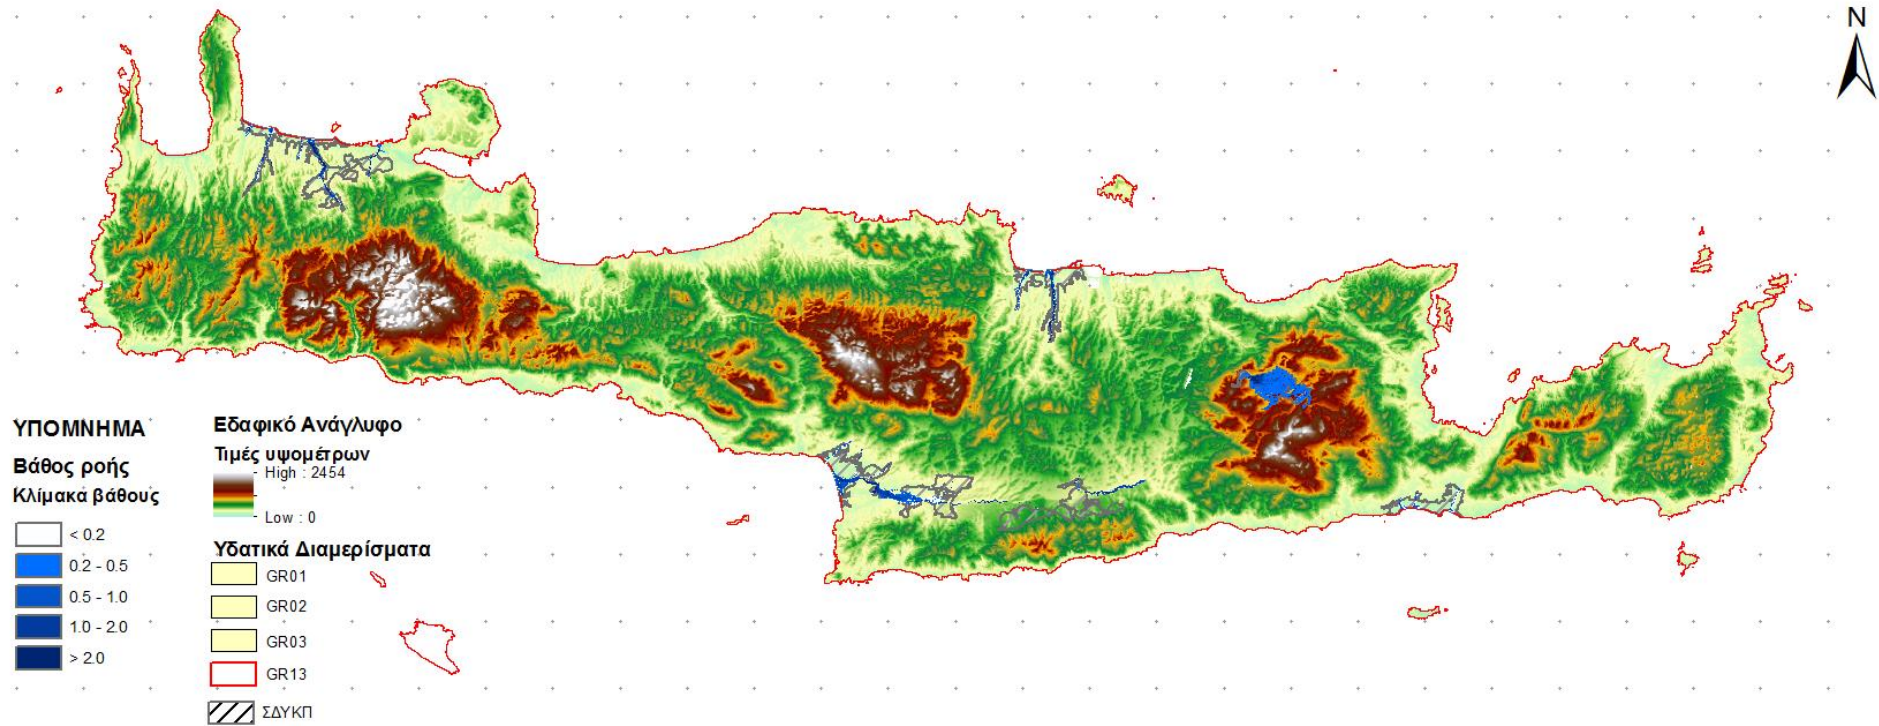 N
ΥΠΟΜΝΗΜΑ
Βάθος ροής
Κλίμακα βάθους
< 0.2
0.2 - 0.5
0.5 - 1.0
1.0 - 2.0
> 2.0
Εδαφικό Ανάγλυφο
Τιμές υψομέτρων
High : 2454
Low : 0
Υδατικά Διαμερίσματα
GR01
GR02
GR03
GR13
ΣΔΥΚΠ